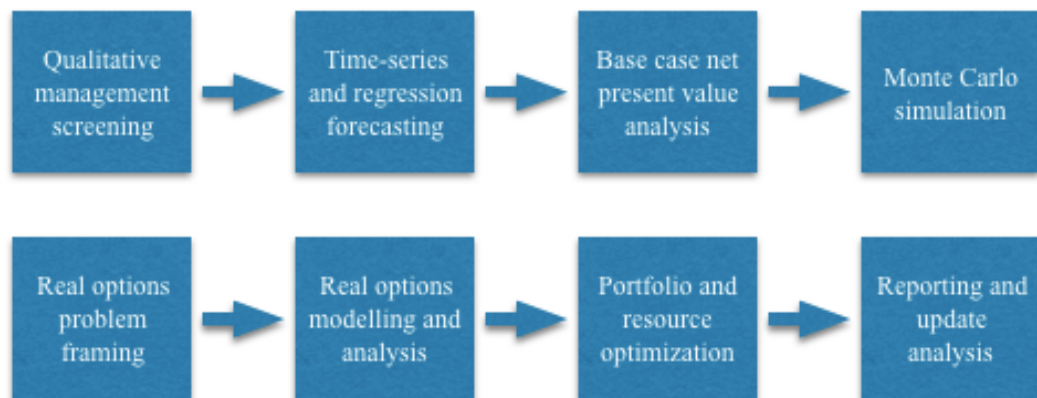 Qualitative
management
screening
Time-series
and regression
forecasting
Base case net
present value
analysis
Monte Carlo
simulation
Real options
problem
framing
Real options
modelling and
analysis
Portfolio and
resource
optimization
Reporting and
update
analysis